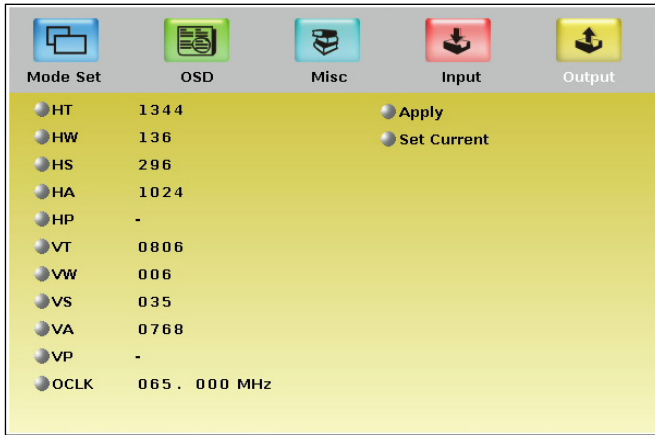 Mode Set OSD Misc Input Output
HT 1344
HW 136
HS 296
HA 1024
HP -
VT 0806
VW 006
VS 035
VA 0768
VP -
OCLK 065. 000 MHz
Apply
Set Current